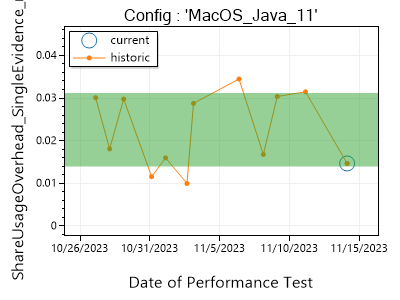 Config : 'MacOS_Java_11'
ShareUsageOverhead_SingleEvidence_
current
historic
0.04
0.03
0.02
0.01
0
10/26/2023
10/31/2023
11/5/2023
11/10/2023
11/15/2023
Date of Performance Test